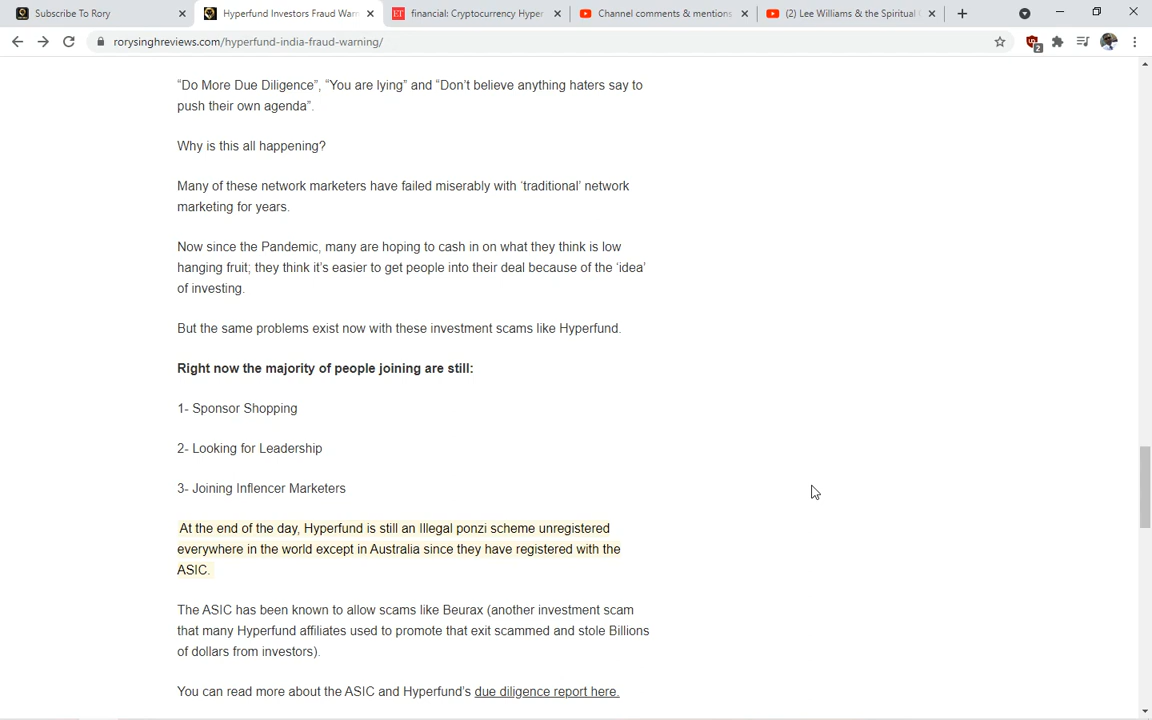 Subscribe To Rory
Hyperfund Investors Fraud Warn
ET financial: Cryptocurrency Hyper
Channel comments & mentions
(2) Lee Williams & the Spiritual
rorysinghreviews.com/hyperfund-india-fraud-warning/
2
“Do More Due Diligence”, “You are lying” and “Don’t believe anything haters say to
push their own agenda”.
Why is this all happening?
Many of these network marketers have failed miserably with ‘traditional’ network
marketing for years.
Now since the Pandemic, many are hoping to cash in on what they think is low
hanging fruit; they think it’s easier to get people into their deal because of the ‘idea’
of investing.
But the same problems exist now with these investment scams like Hyperfund.
Right now the majority of people joining are still:
1- Sponsor Shopping
2- Looking for Leadership
3- Joining Inflencer Marketers
At the end of the day, Hyperfund is still an Illegal ponzi scheme unregistered
everywhere in the world except in Australia since they have registered with the
ASIC.
The ASIC has been known to allow scams like Beurax (another investment scam
that many Hyperfund affiliates used to promote that exit scammed and stole Billions
of dollars from investors).
You can read more about the ASIC and Hyperfund’s due diligence report here.